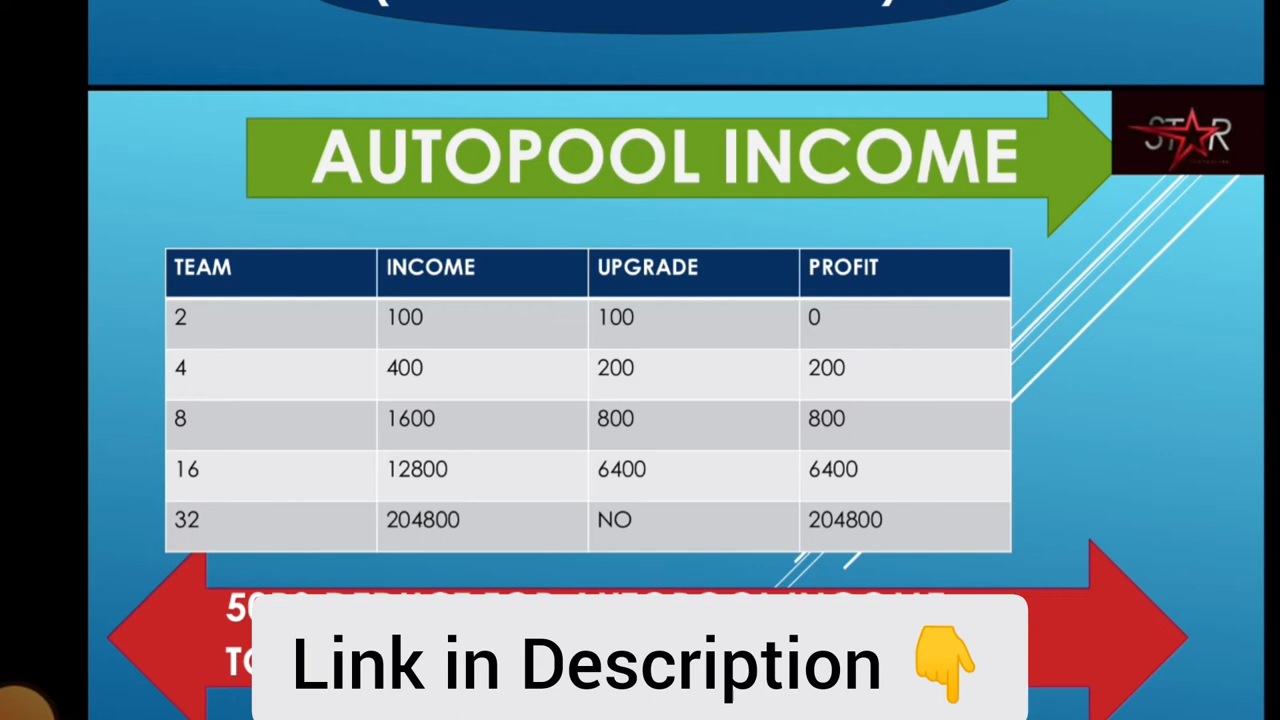 AUTOPOOL INCOME
STAR
TEAM INCOME UPGRADE PROFIT
2 100 100 0
4 400 200 200
8 1600 800 800
16 12800 6400 6400
32 204800 NO 204800
Link in Description 👇